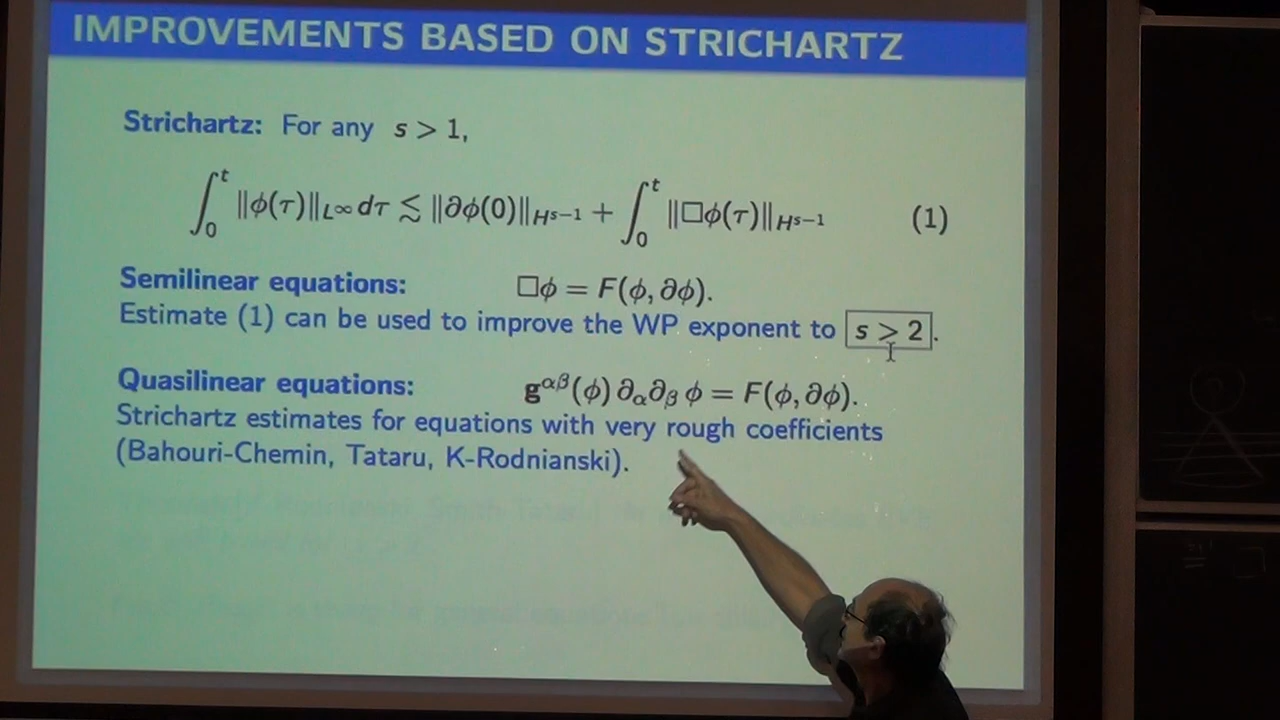 IMPROVEMENTS BASED ON STRICHARTZ
Strichartz: For any s > 1,
∫₀ᵗ ‖ϕ(τ)‖_{L^∞} dτ ≲ ‖∂ϕ(0)‖_{H^{s−1}} + ∫₀ᵗ ‖□ϕ(τ)‖_{H^{s−1}} (1)
Semilinear equations: □ϕ = F(ϕ, ∂ϕ).
Estimate (1) can be used to improve the WP exponent to s > 2.
Quasilinear equations: g^{αβ}(ϕ) ∂_α ∂_β ϕ = F(ϕ, ∂ϕ).
Strichartz estimates for equations with very rough coefficients
(Bahouri-Chemin, Tataru, K-Rodnianski).